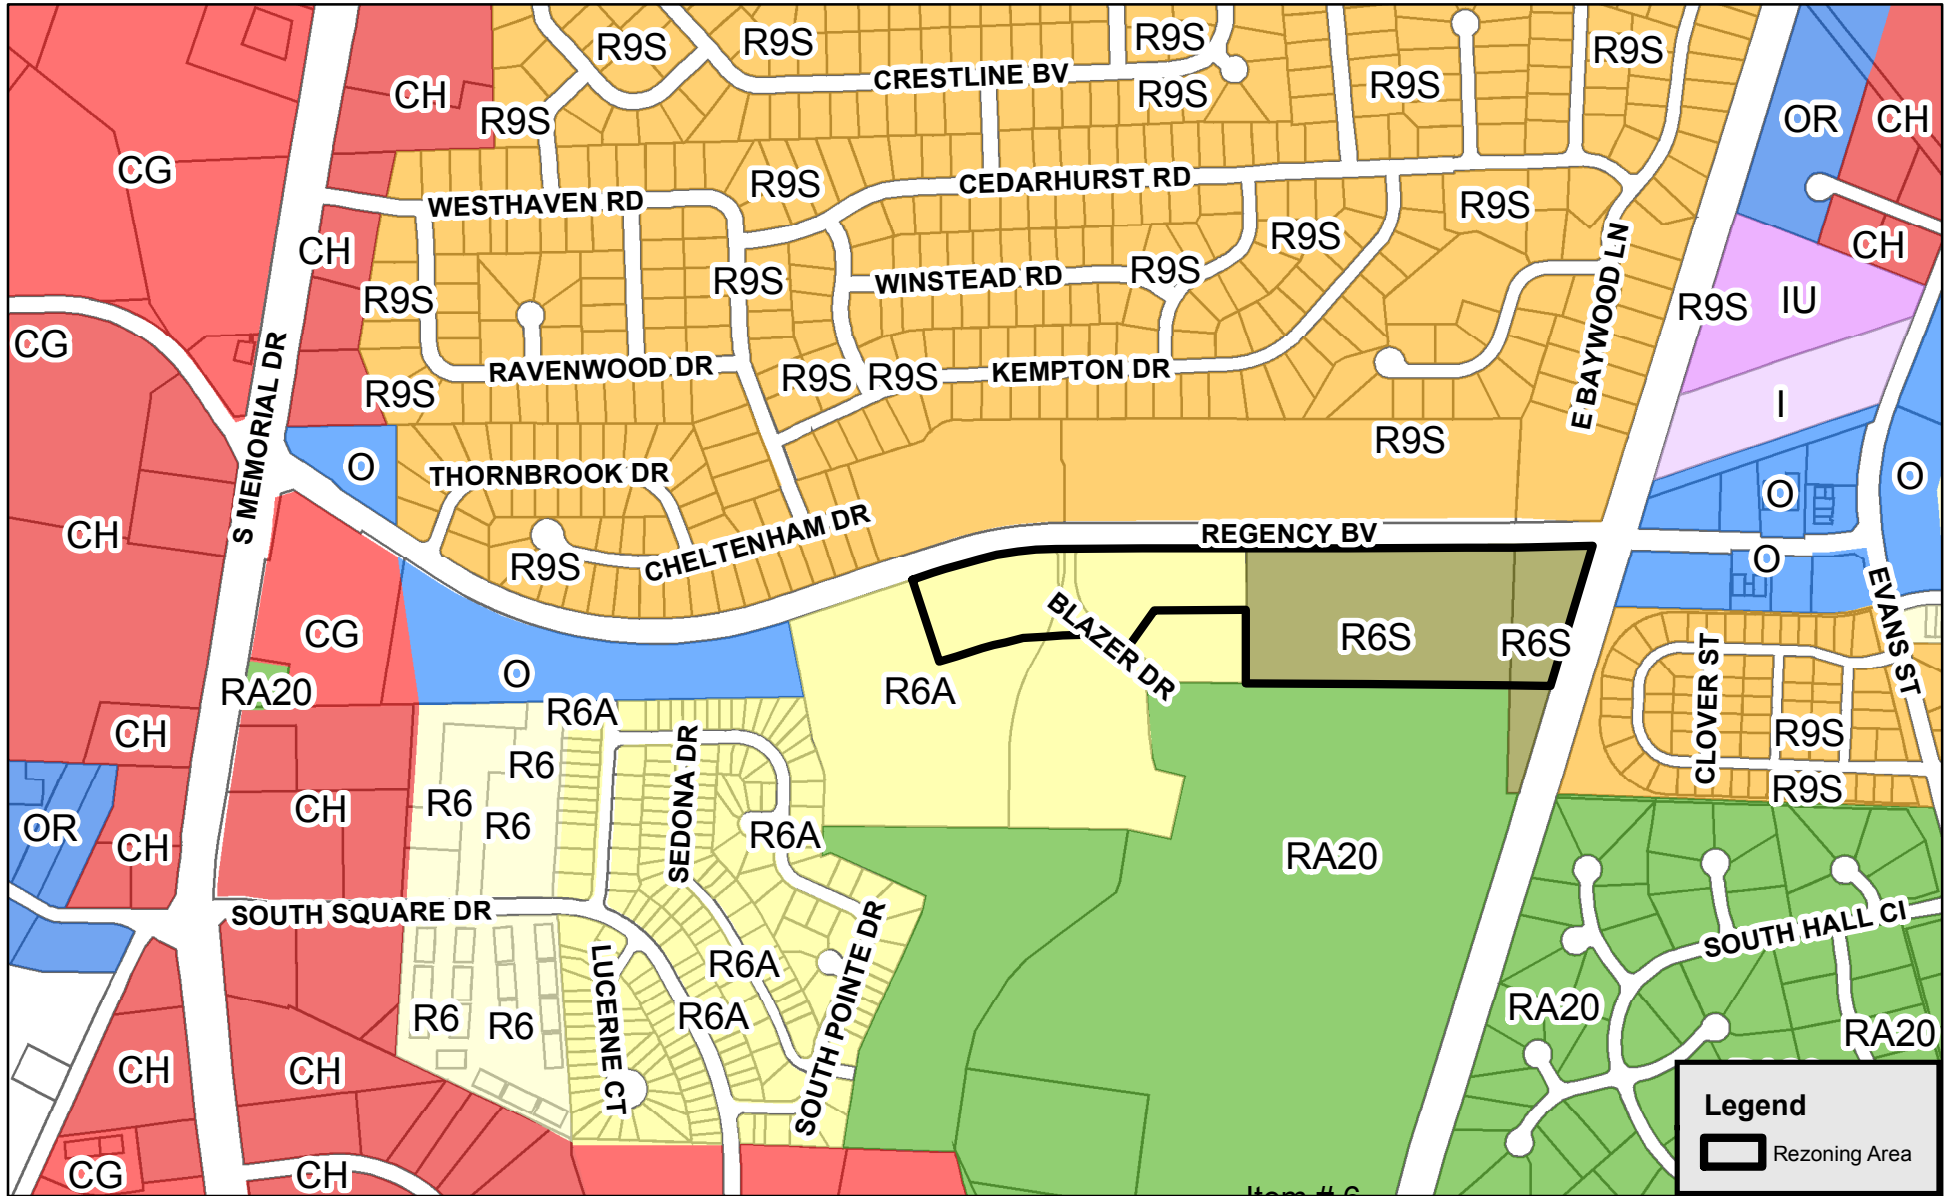 R9S
R9S
R9S
R9S
CRESTLINE BV
R9S
R9S
CH
R9S
OR
CH
CG
R9S
CEDARHURST RD
WESTHAVEN RD
R9S
CH
R9S
E BAYWOOD LN
CH
R9S
WINSTEAD RD
R9S
R9S
R9S
IU
CG
S MEMORIAL DR
RAVENWOOD DR
R9S
R9S
KEMPTON DR
R9S
I
R9S
O
THORNBROOK DR
O
O
CH
CHELTENHAM DR
REGENCY BV
R9S
O
EVANS ST
CG
BLAZER DR
R6S
R6S
O
RA20
R6A
CLOVER ST
CH
R6A
R9S
R6
SEDONA DR
R9S
R6
CH
R6
OR
CH
R6A
RA20
SOUTH SQUARE DR
SOUTH HALL CI
LUCERNE CT
R6A
SOUTH POINTE DR
R6
R6
R6A
RA20
RA20
CH
CH
CG
CH
Legend
Rezoning Area